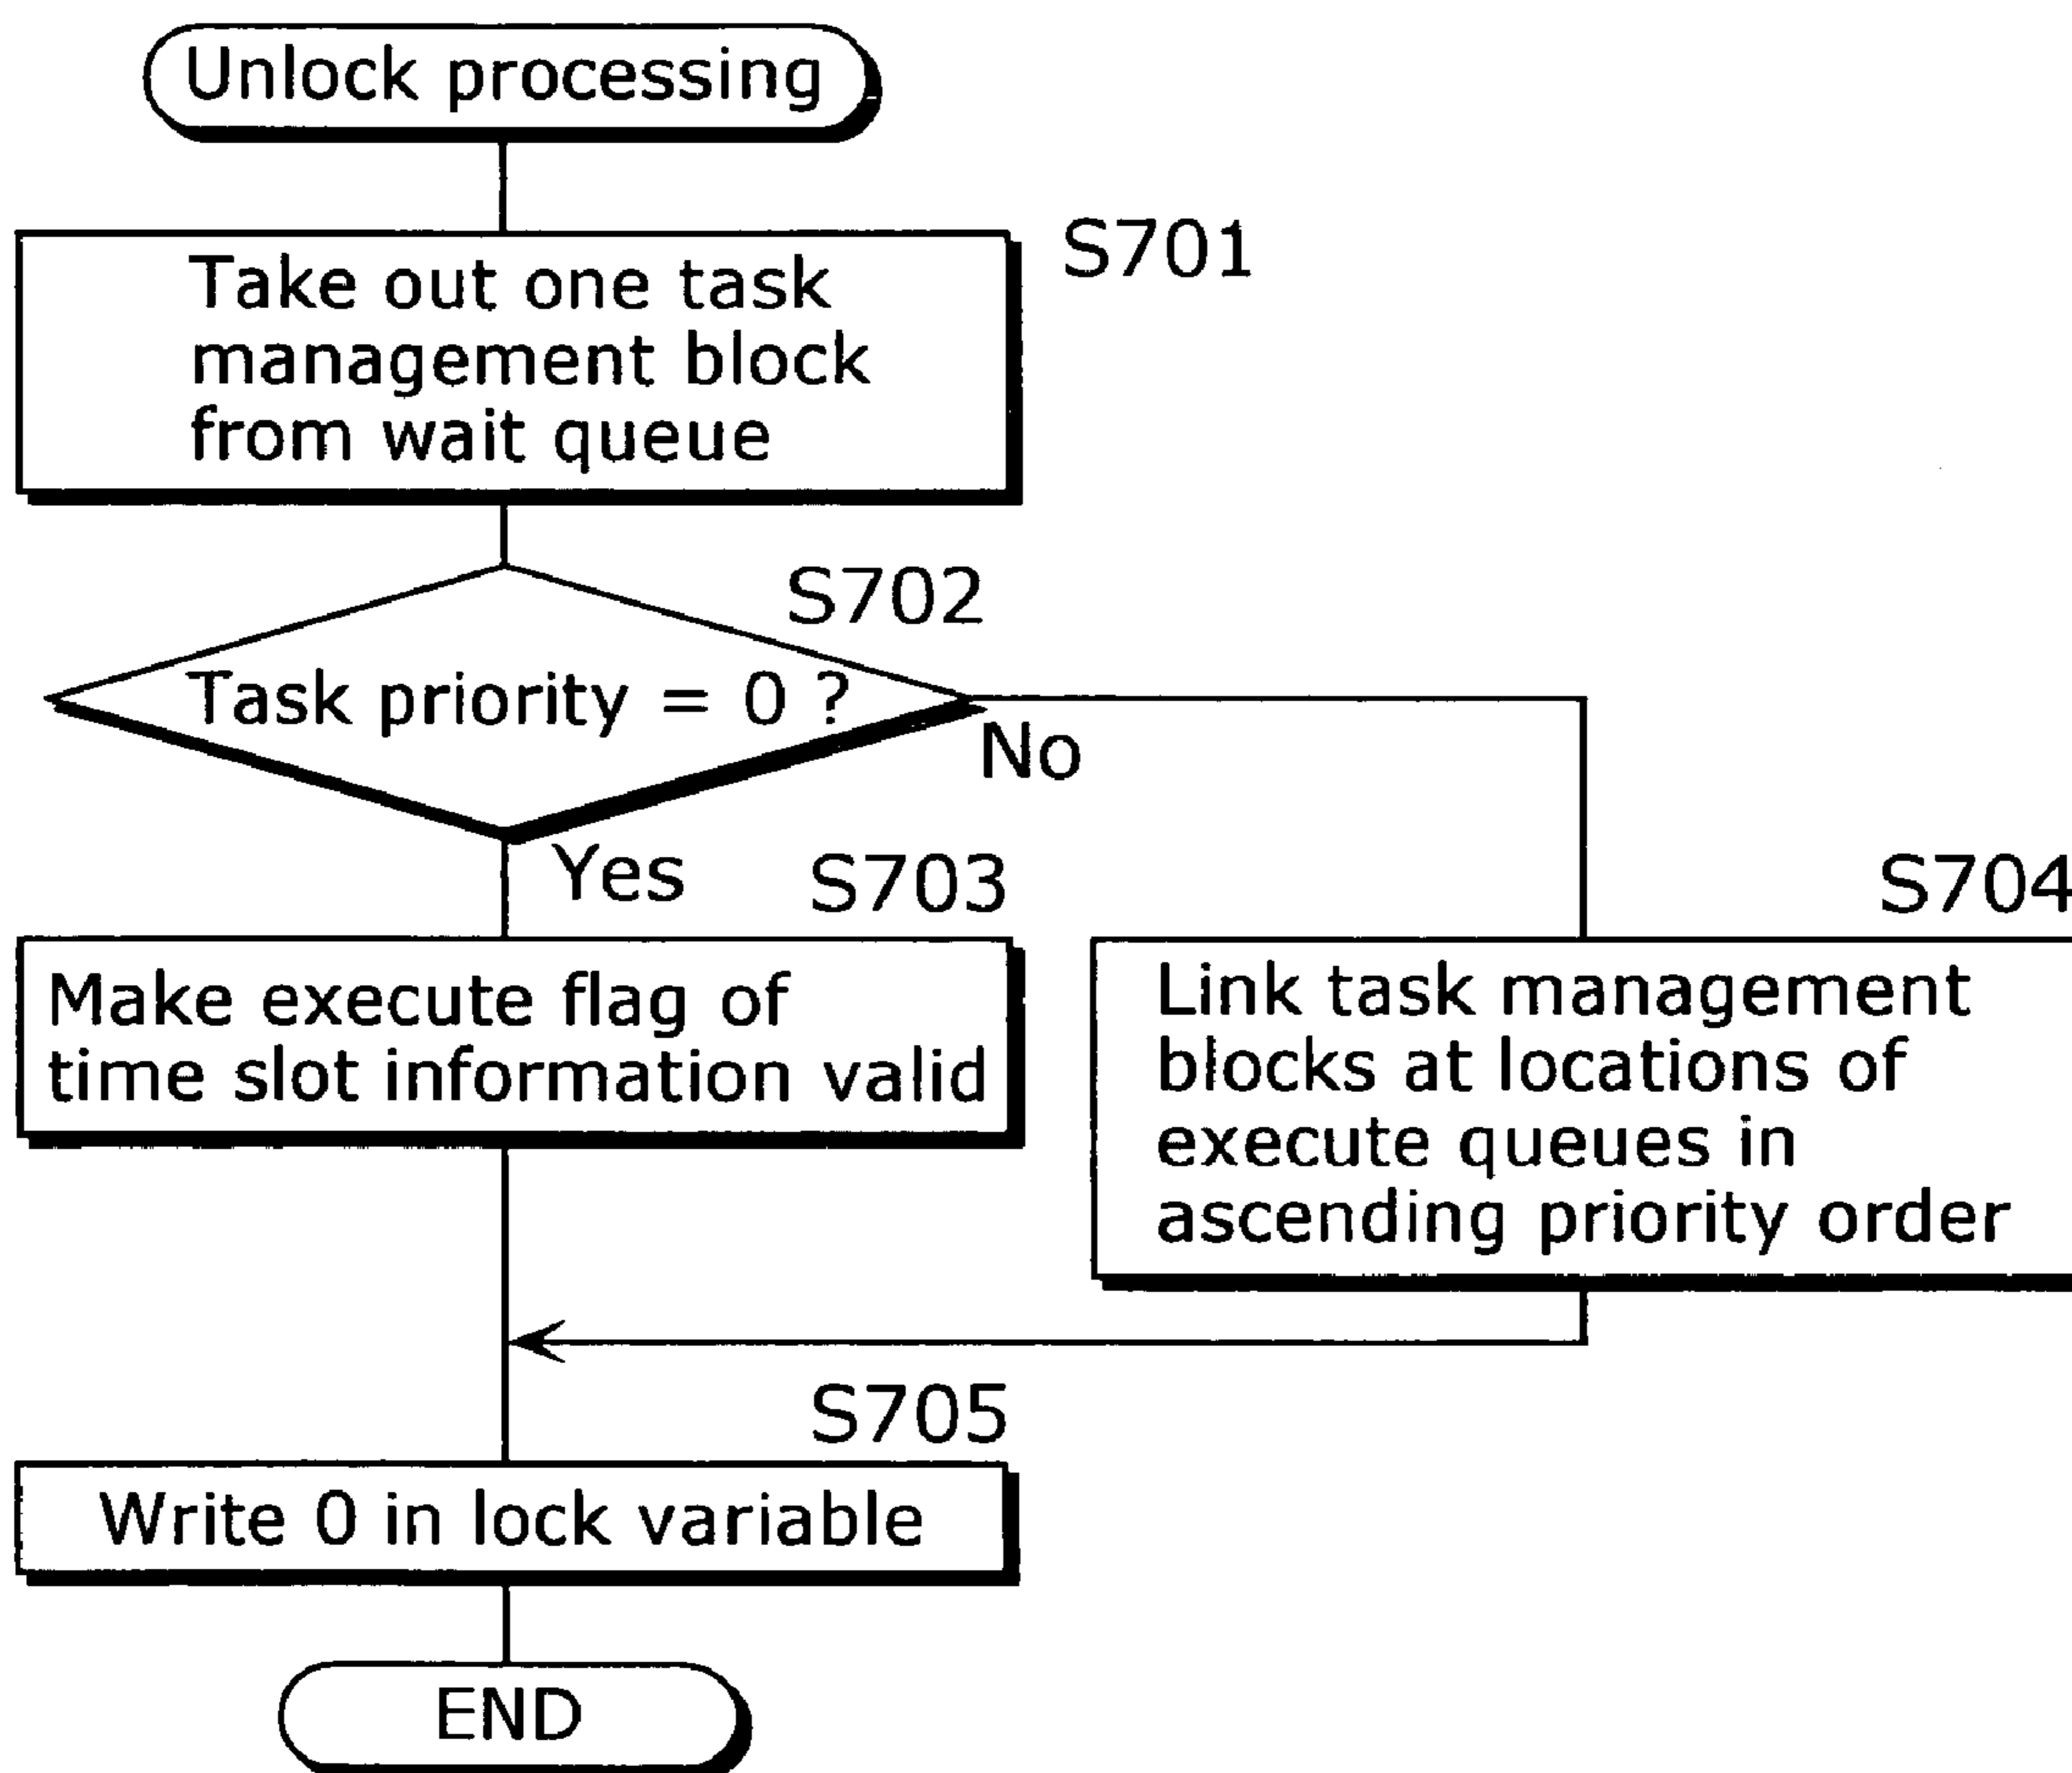 Unlock processing
S701
Take out one task
management block
from wait queue
S702
Task priority = 0 ?
No
Yes
S703
Make execute flag of
time slot information valid
S704
Link task management
blocks at locations of
execute queues in
ascending priority order
S705
Write 0 in lock variable
END